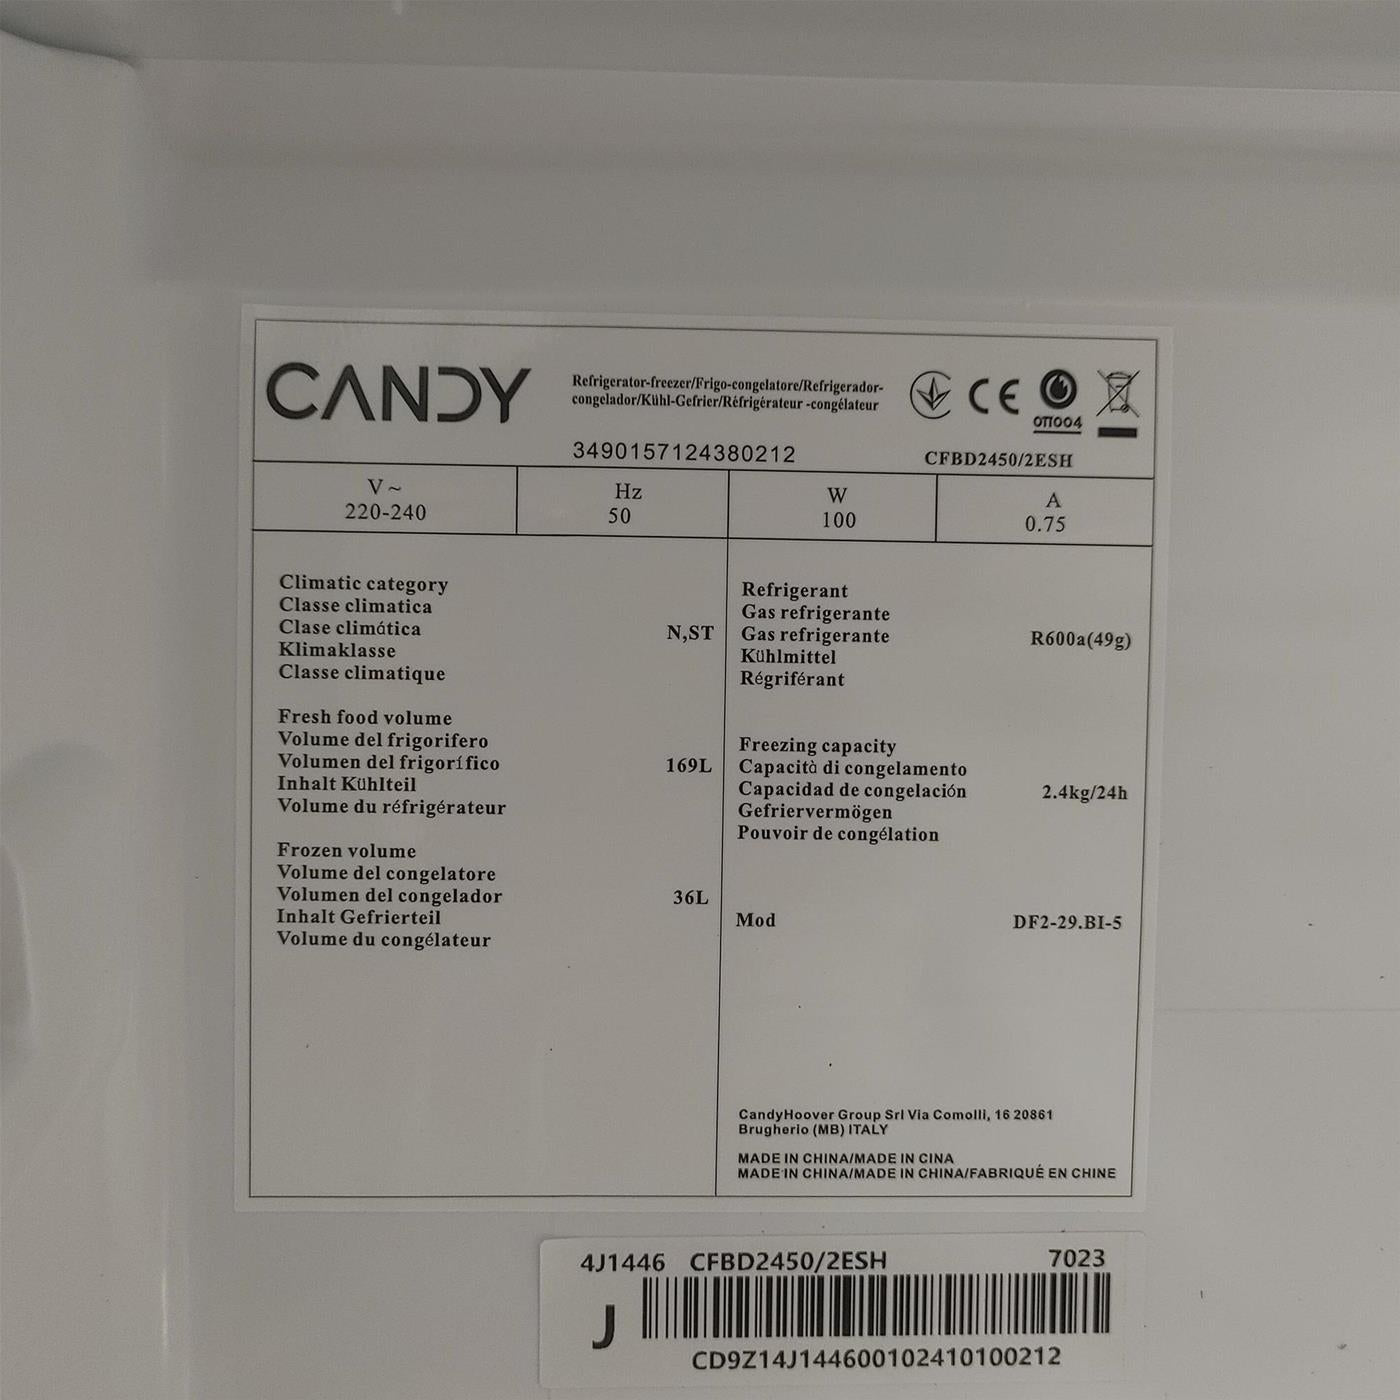 CANDY
Refrigerator-freezer/Frigo-congelatore/Refrigerador-
congelador/Kühl-Gefrier/Réfrigérateur -congélateur
CE
ОП004
3490157124380212
CFBD2450/2ESH
V~
220-240
Hz
50
W
100
A
0.75
Climatic category
Classe climatica
Clase climótica
Klimaklasse
Classe climatique
N,ST
Fresh food volume
Volume del frigorifero
Volumen del frigorífico
Inhalt Kühlteil
Volume du réfrigérateur
169L
Frozen volume
Volume del congelatore
Volumen del congelador
Inhalt Gefrierteil
Volume du congélateur
36L
Refrigerant
Gas refrigerante
Gas refrigerante
Kühlmittel
Régriférant
R600a(49g)
Freezing capacity
Capacità di congelamento
Capacidad de congelación
Gefriervermögen
Pouvoir de congélation
2.4kg/24h
Mod
DF2-29.BI-5
CandyHoover Group Srl Via Comolli, 16 20861
Brugherio (MB) ITALY
MADE IN CHINA/MADE IN CINA
MADE IN CHINA/MADE IN CHINA/FABRIQUÉ EN CHINE
4J1446 CFBD2450/2ESH 7023
J
CD9Z14J144600102410100212